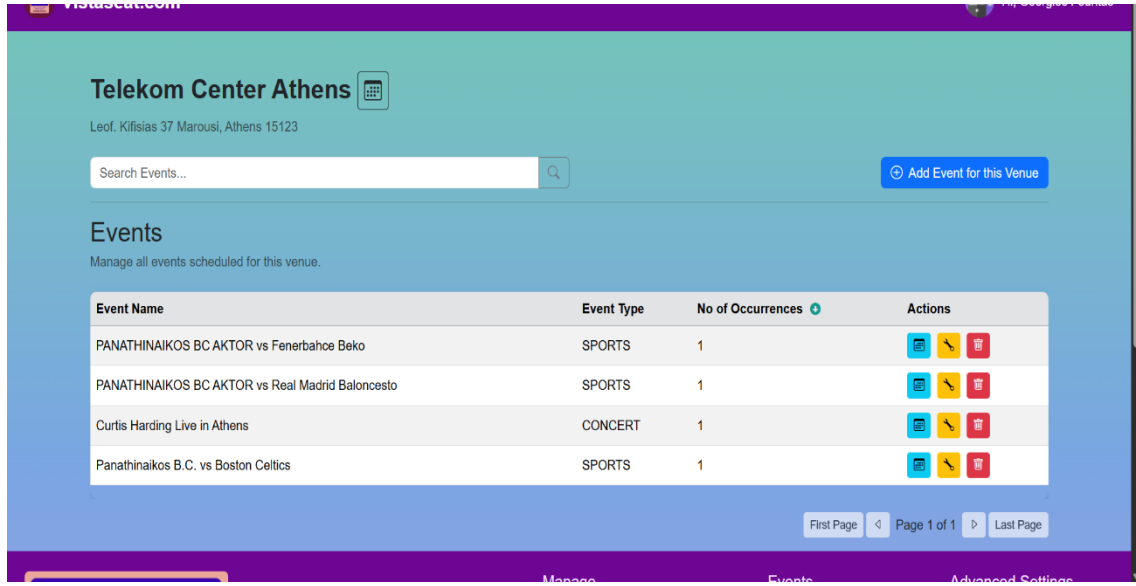 vistaseat.com
Telekom Center Athens
Leof. Kifisias 37 Marousi, Athens 15123
Search Events...
Add Event for this Venue
Events
Manage all events scheduled for this venue.
Event Name Event Type No of Occurrences Actions
PANATHINAIKOS BC AKTOR vs Fenerbahce Beko SPORTS 1
PANATHINAIKOS BC AKTOR vs Real Madrid Baloncesto SPORTS 1
Curtis Harding Live in Athens CONCERT 1
Panathinaikos B.C. vs Boston Celtics SPORTS 1
First Page Page 1 of 1 Last Page
Manage Events Advanced Settings